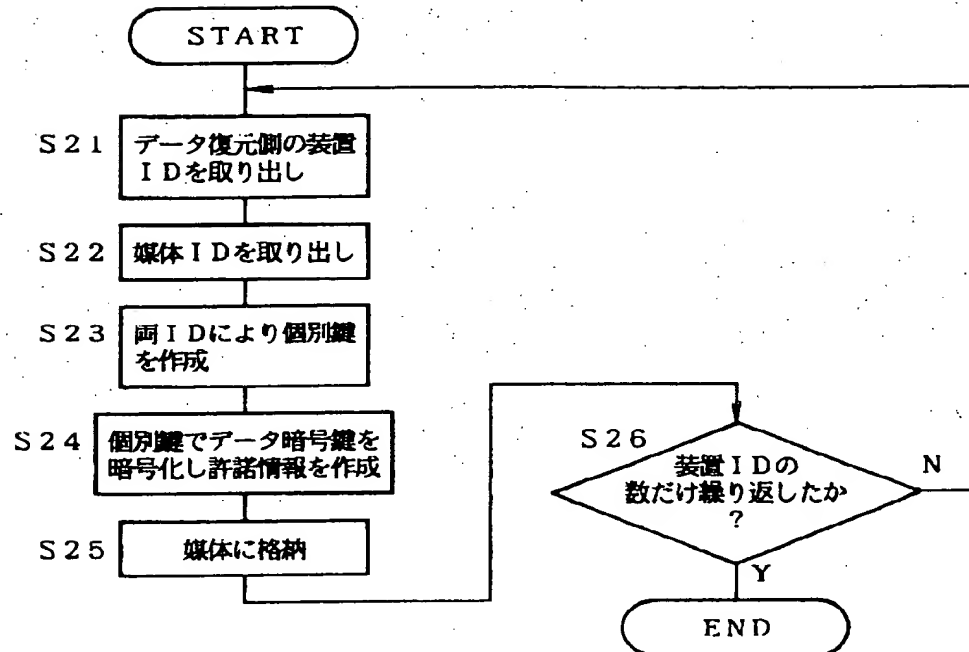 START
S21
データ復元側の装置
IDを取り出し
S22
媒体IDを取り出し
S23
両IDにより個別鍵
を作成
S24
個別鍵でデータ暗号鍵を
暗号化し許諾情報を作成
S25
媒体に格納
S26
装置IDの
数だけ繰り返したか
?
N
Y
END